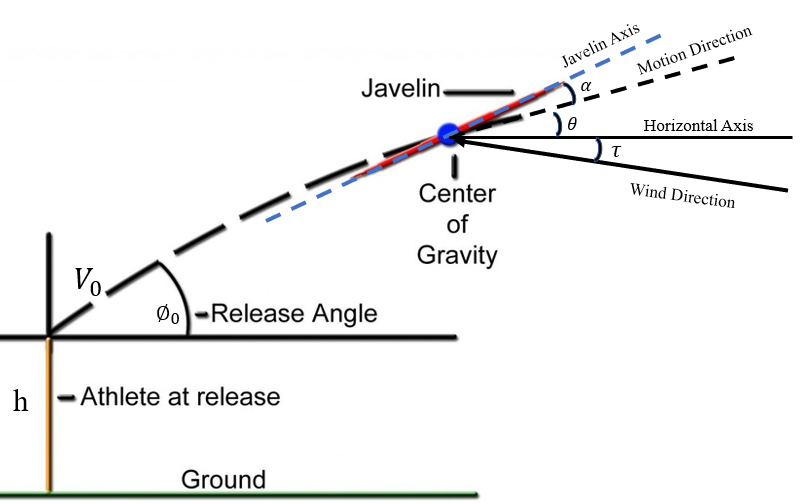 Javelin Axis
Motion Direction
Javelin
α
θ
Horizontal Axis
τ
Wind Direction
Center
of
Gravity
V₀
∅₀
Release Angle
h
Athlete at release
Ground